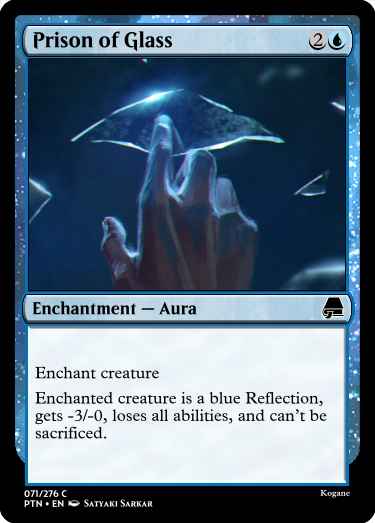 Prison of Glass 2
Enchantment — Aura
Enchant creature
Enchanted creature is a blue Reflection,
gets -3/-0, loses all abilities, and can't be
sacrificed.
071/276 C
Kogane
PTN • EN Satyaki Sarkar